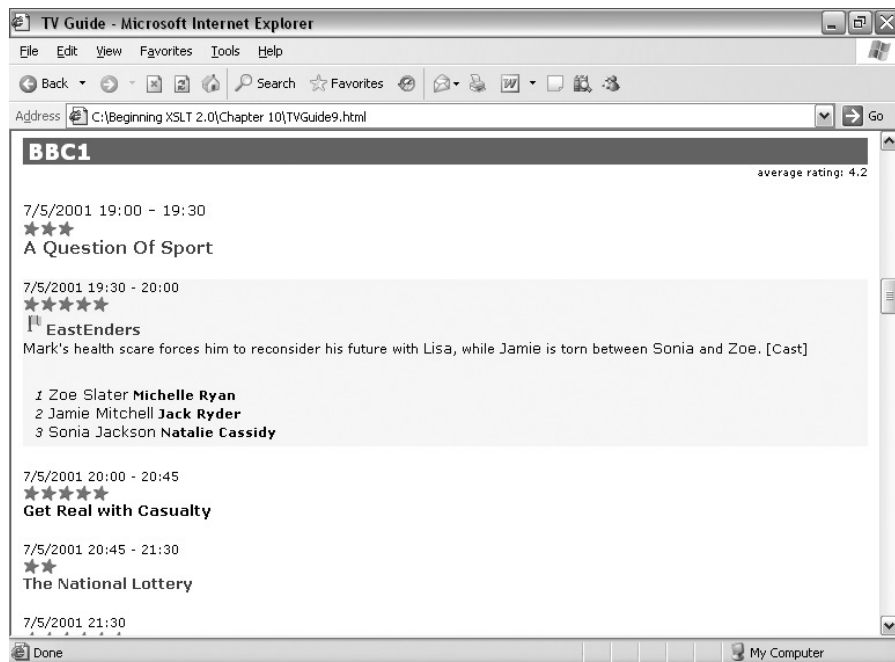 TV Guide - Microsoft Internet Explorer
File Edit View Favorites Tools Help
Back Search Favorites
Address C:\Beginning XSLT 2.0\Chapter 10\TVGuide9.html Go
BBC1
average rating: 4.2
7/5/2001 19:00 - 19:30
A Question Of Sport
7/5/2001 19:30 - 20:00
EastEnders
Mark's health scare forces him to reconsider his future with Lisa, while Jamie is torn between Sonia and Zoe. [Cast]
1 Zoe Slater Michelle Ryan
2 Jamie Mitchell Jack Ryder
3 Sonia Jackson Natalie Cassidy
7/5/2001 20:00 - 20:45
Get Real with Casualty
7/5/2001 20:45 - 21:30
The National Lottery
7/5/2001 21:30
Done My Computer